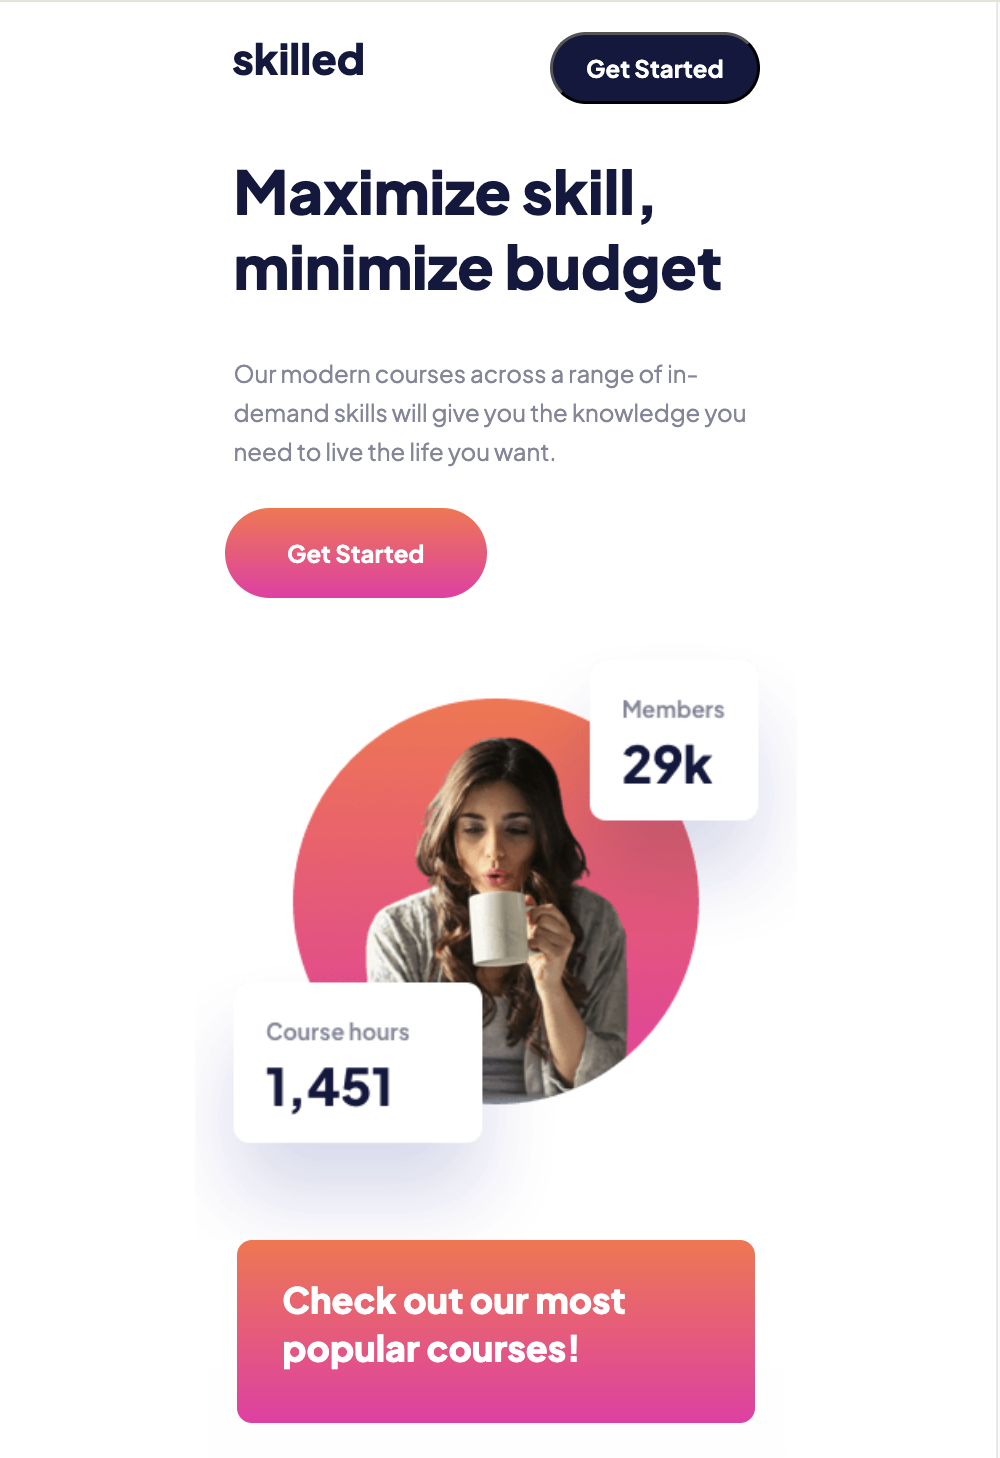 skilled
Get Started
Maximize skill,
minimize budget
Our modern courses across a range of in-
demand skills will give you the knowledge you
need to live the life you want.
Get Started
Members
29k
Course hours
1,451
Check out our most
popular courses!